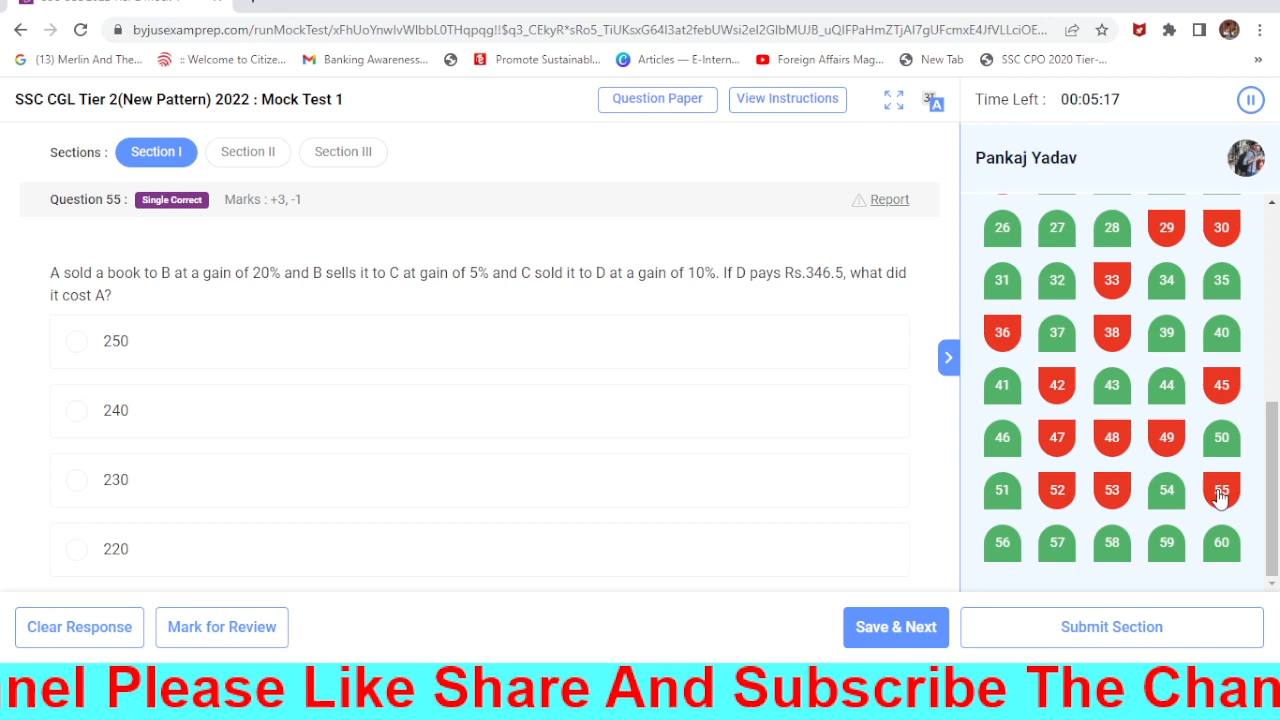 byjusexamprep.com/runMockTest/xFhUoYnwIvWlbbL0THqpqg!!$q3_CEkyR*sRo5_TiUKsxG64I3at2febUWsi2eI2GIbMUJB_uQIFPaHmZTjAI7gUFcmxE4JfVLLciOE...
(13) Merlin And The...
:: Welcome to Citize...
Banking Awareness...
Promote Sustainabl...
Articles — E-Intern...
Foreign Affairs Mag...
New Tab
SSC CPO 2020 Tier-...
»
SSC CGL Tier 2(New Pattern) 2022 : Mock Test 1
Question Paper
View Instructions
Time Left : 00:05:17
Sections :
Section I
Section II
Section III
Pankaj Yadav
Question 55 :
Single Correct
Marks : +3, -1
Report
A sold a book to B at a gain of 20% and B sells it to C at gain of 5% and C sold it to D at a gain of 10%. If D pays Rs.346.5, what did
it cost A?
250
240
230
220
26 27 28 29 30
31 32 33 34 35
36 37 38 39 40
41 42 43 44 45
46 47 48 49 50
51 52 53 54 55
56 57 58 59 60
Clear Response
Mark for Review
Save & Next
Submit Section
nel Please Like Share And Subscribe The Chan